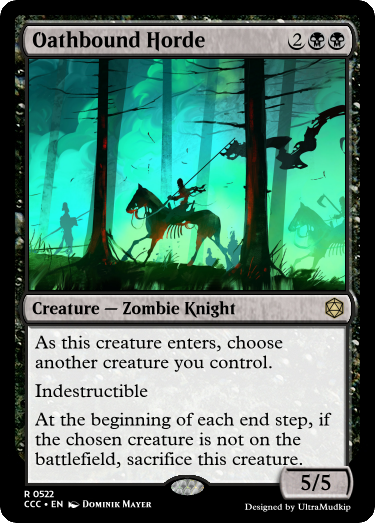 Oathbound Horde 2
Creature — Zombie Knight
As this creature enters, choose
another creature you control.
Indestructible
At the beginning of each end step, if
the chosen creature is not on the
battlefield, sacrifice this creature.
5/5
R 0522
CCC • EN Dominik Mayer
Designed by UltraMudkip